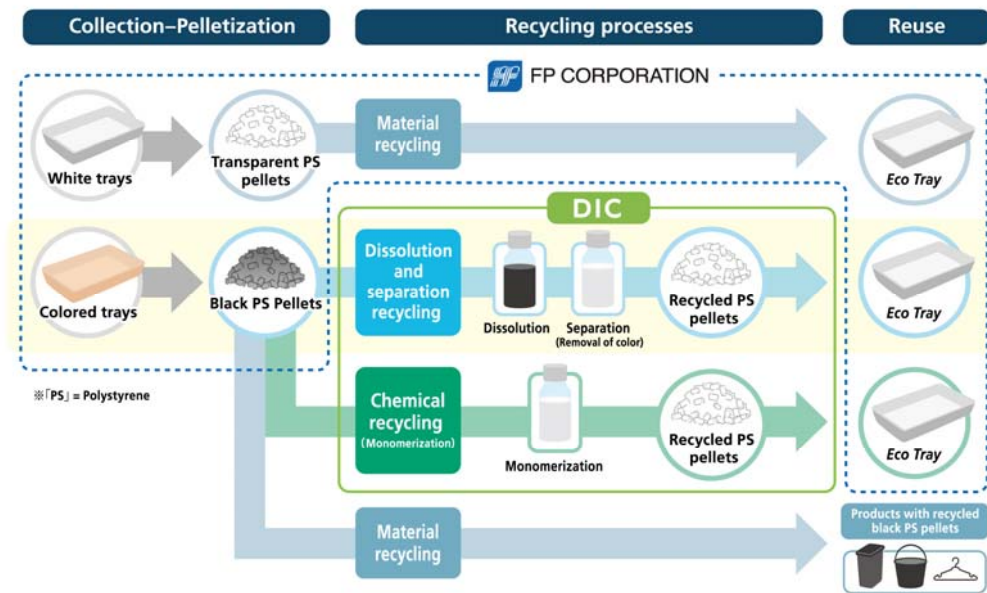 Collection–Pelletization
Recycling processes
Reuse
FP CORPORATION
White trays
Transparent PS
pellets
Material
recycling
Eco Tray
DIC
Colored trays
Black PS Pellets
Dissolution
and
separation
recycling
Dissolution
Separation
(Removal of color)
Recycled PS
pellets
Eco Tray
※「PS」 = Polystyrene
Chemical
recycling
(Monomerization)
Monomerization
Recycled PS
pellets
Eco Tray
Material
recycling
Products with recycled
black PS pellets